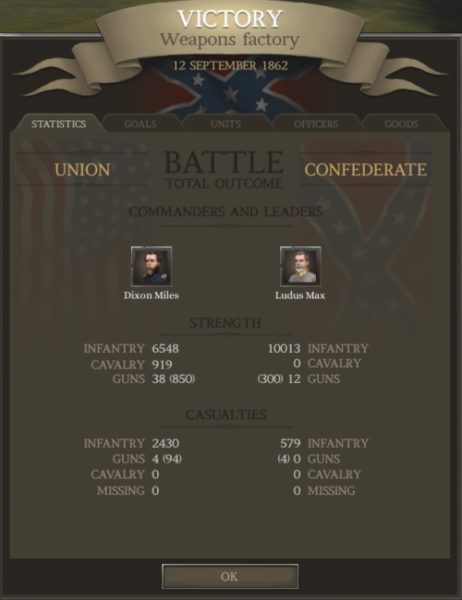 VICTORY
Weapons factory
12 SEPTEMBER 1862
STATISTICS GOALS UNITS OFFICERS GOODS
UNION BATTLE CONFEDERATE
TOTAL OUTCOME
COMMANDERS AND LEADERS
Dixon Miles Ludus Max
STRENGTH
INFANTRY 6548 10013 INFANTRY
CAVALRY 919 0 CAVALRY
GUNS 38 (850) (300) 12 GUNS
CASUALTIES
INFANTRY 2430 579 INFANTRY
GUNS 4 (94) (4) 0 GUNS
CAVALRY 0 0 CAVALRY
MISSING 0 0 MISSING
OK